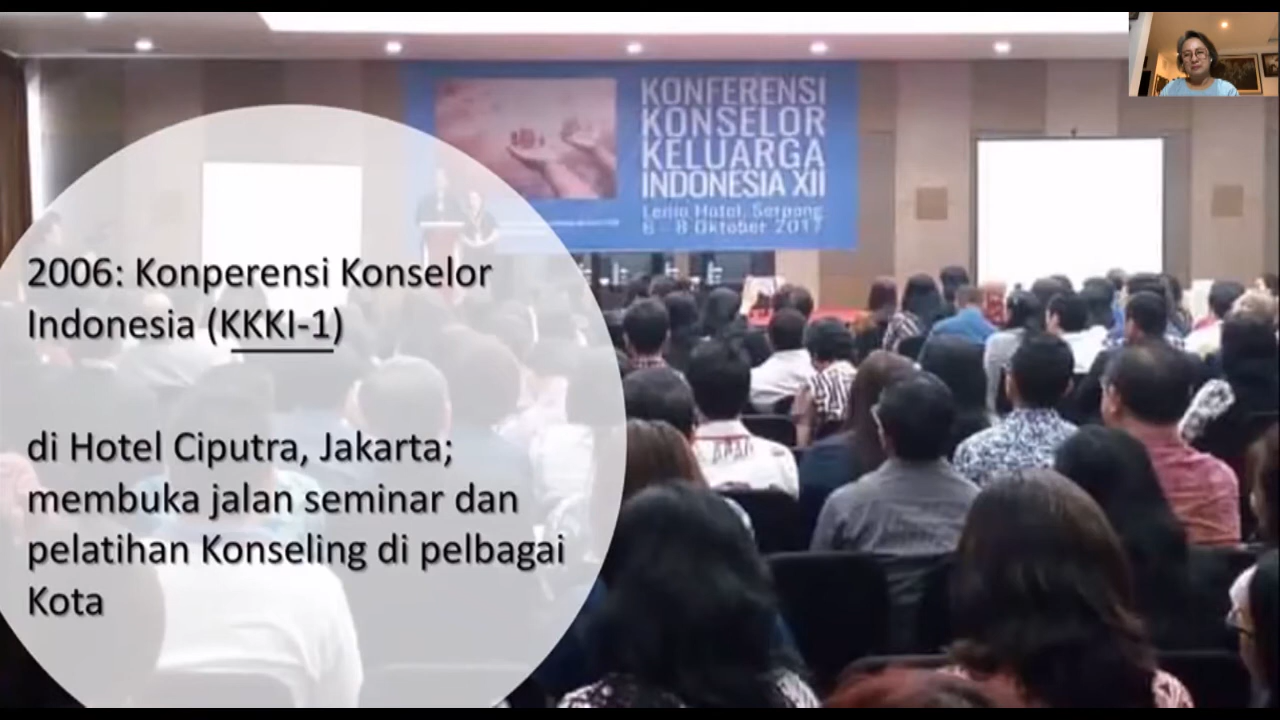 2006: Konperensi Konselor
Indonesia (KKKI-1)
di Hotel Ciputra, Jakarta;
membuka jalan seminar dan
pelatihan Konseling di pelbagai
Kota
KONFERENSI
KONSELOR
KELUARGA
INDONESIA XII
Lemo Hotel, Serpong
6 - 8 Oktober 2017